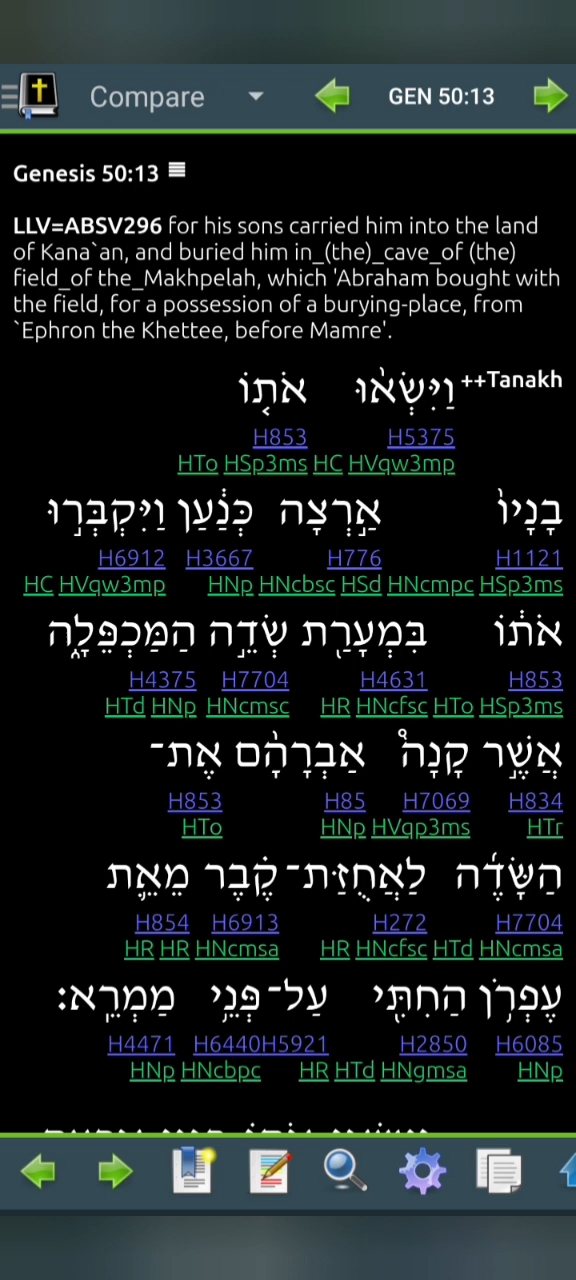 Compare
GEN 50:13
Genesis 50:13
LLV=ABSV296 for his sons carried him into the land
of Kana`an, and buried him in_(the)_cave_of (the)
field_of the_Makhpelah, which 'Abraham bought with
the field, for a possession of a burying-place, from
`Ephron the Khettee, before Mamre'.
++Tanakh וַיִּשְׂא֨וּ אֹת֤וֹ
H853 H5375
HTo HSp3ms HC HVqw3mp
בָנָיו֙ אַ֣רְצָה כְּנַ֔עַן וַיִּקְבְּר֣וּ
H6912 H3667 H776 H1121
HC HVqw3mp HNp HNcbsc HSd HNcmpc HSp3ms
אֹת֔וֹ בִּמְעָרַ֖ת שְׂדֵ֣ה הַמַּכְפֵּלָ֑ה
H4375 H7704 H4631 H853
HTd HNp HNcmsc HR HNcfsc HTo HSp3ms
אֲשֶׁ֣ר קָנָה֩ אַבְרָהָ֨ם אֶת־
H853 H85 H7069 H834
HTo HNp HVqp3ms HTr
הַשָּׂדֶ֜ה לַאֲחֻזַּת־קֶ֗בֶר מֵאֵ֛ת
H854 H6913 H272 H7704
HR HR HNcmsa HR HNcfsc HTd HNcmsa
עֶפְרֹ֥ן הַחִתִּ֖י עַל־פְּנֵ֥י מַמְרֵֽא׃
H4471 H6440H5921 H2850 H6085
HNp HNcbpc HR HTd HNgmsa HNp